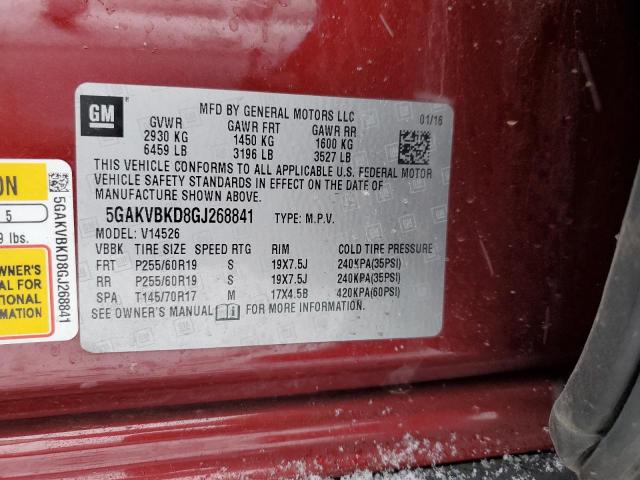 GM
MFD BY GENERAL MOTORS LLC
01/16
GVWR GAWR FRT GAWR RR
2930 KG 1450 KG 1600 KG
6459 LB 3196 LB 3527 LB
THIS VEHICLE CONFORMS TO ALL APPLICABLE U.S. FEDERAL MOTOR
VEHICLE SAFETY STANDARDS IN EFFECT ON THE DATE OF
MANUFACTURE SHOWN ABOVE.
5GAKVBKD8GJ268841 TYPE: M.P.V.
MODEL: V14526
VBBK TIRE SIZE SPEED RTG RIM COLD TIRE PRESSURE
FRT P255/60R19 S 19X7.5J 240KPA(35PSI)
RR P255/60R19 S 19X7.5J 240KPA(35PSI)
SPA T145/70R17 M 17X4.5B 420KPA(60PSI)
SEE OWNER'S MANUAL FOR MORE INFORMATION
ON
5
9 lbs.
OWNER'S
AL FOR
TIONAL
MATION
5GAKVBKD8GJ268841